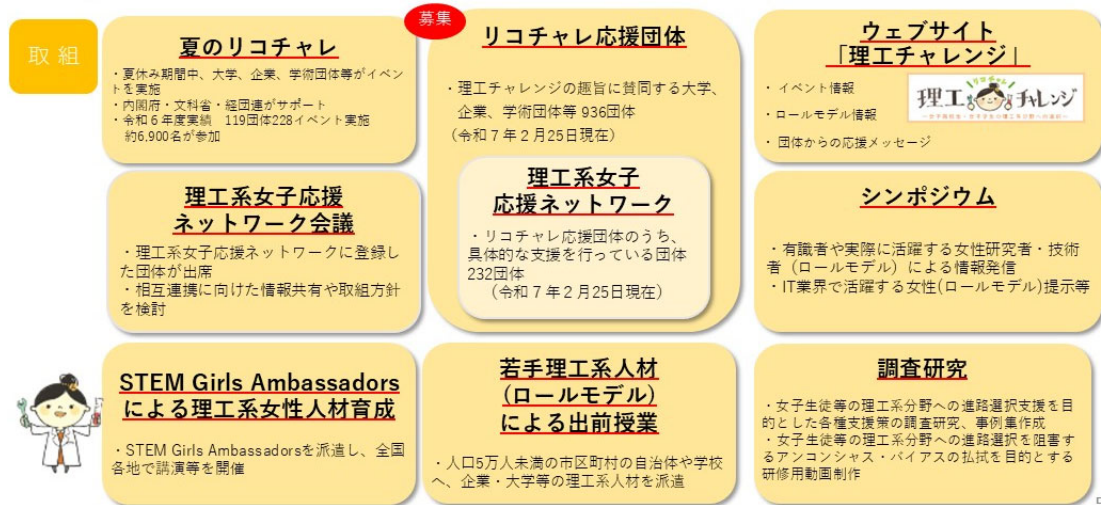 取組
夏のリコチャレ
・夏休み期間中、大学、企業、学術団体等がイベン
トを実施
・内閣府・文科省・経団連がサポート
・令和６年度実績 119団体228イベント実施
約6,900名が参加
募集
リコチャレ応援団体
・理工チャレンジの趣旨に賛同する大学、
企業、学術団体等 936団体
（令和７年２月25日現在）
理工系女子
応援ネットワーク
・リコチャレ応援団体のうち、
具体的な支援を行っている団体
232団体
（令和７年２月25日現在）
ウェブサイト
「理工チャレンジ」
・イベント情報
・ロールモデル情報
・団体からの応援メッセージ
リコチャレ
理工チャレンジ
理工系女子応援
ネットワーク会議
・理工系女子応援ネットワークに登録し
た団体が出席
・相互連携に向けた情報共有や取組方針
を検討
シンポジウム
・有識者や実際に活躍する女性研究者・技術
者（ロールモデル）による情報発信
・IT業界で活躍する女性(ロールモデル)提示等
STEM Girls Ambassadors
による理工系女性人材育成
・STEM Girls Ambassadorsを派遣し、全国
各地で講演等を開催
若手理工系人材
(ロールモデル)
による出前授業
・人口5万人未満の市区町村の自治体や学校
へ、企業・大学等の理工系人材を派遣
調査研究
・女子生徒等の理工系分野への進路選択支援を目
的とした各種支援策の調査研究、事例集作成
・女子生徒等の理工系分野への進路選択を阻害す
るアンコンシャス・バイアスの払拭を目的とする
研修用動画制作